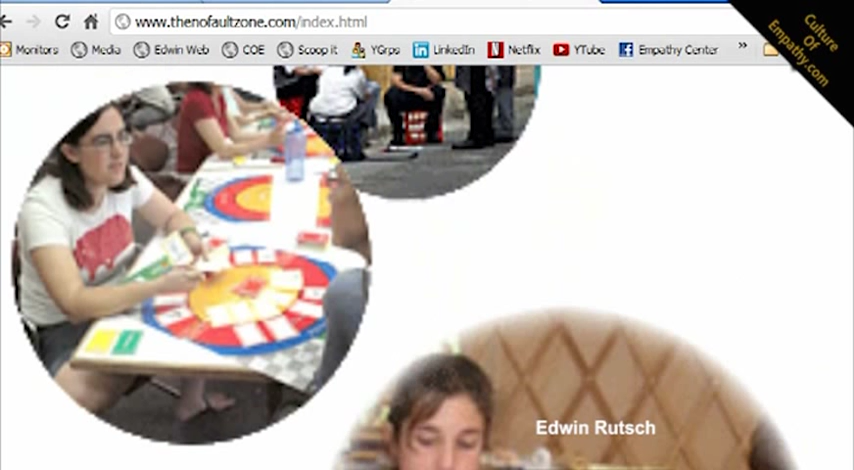 www.thenofaultzone.com/index.html
Monitors Media Edwin Web COE Scoop it YGrps LinkedIn Netflix YTube Empathy Center »
Culture
Of
Empathy.com
Edwin Rutsch